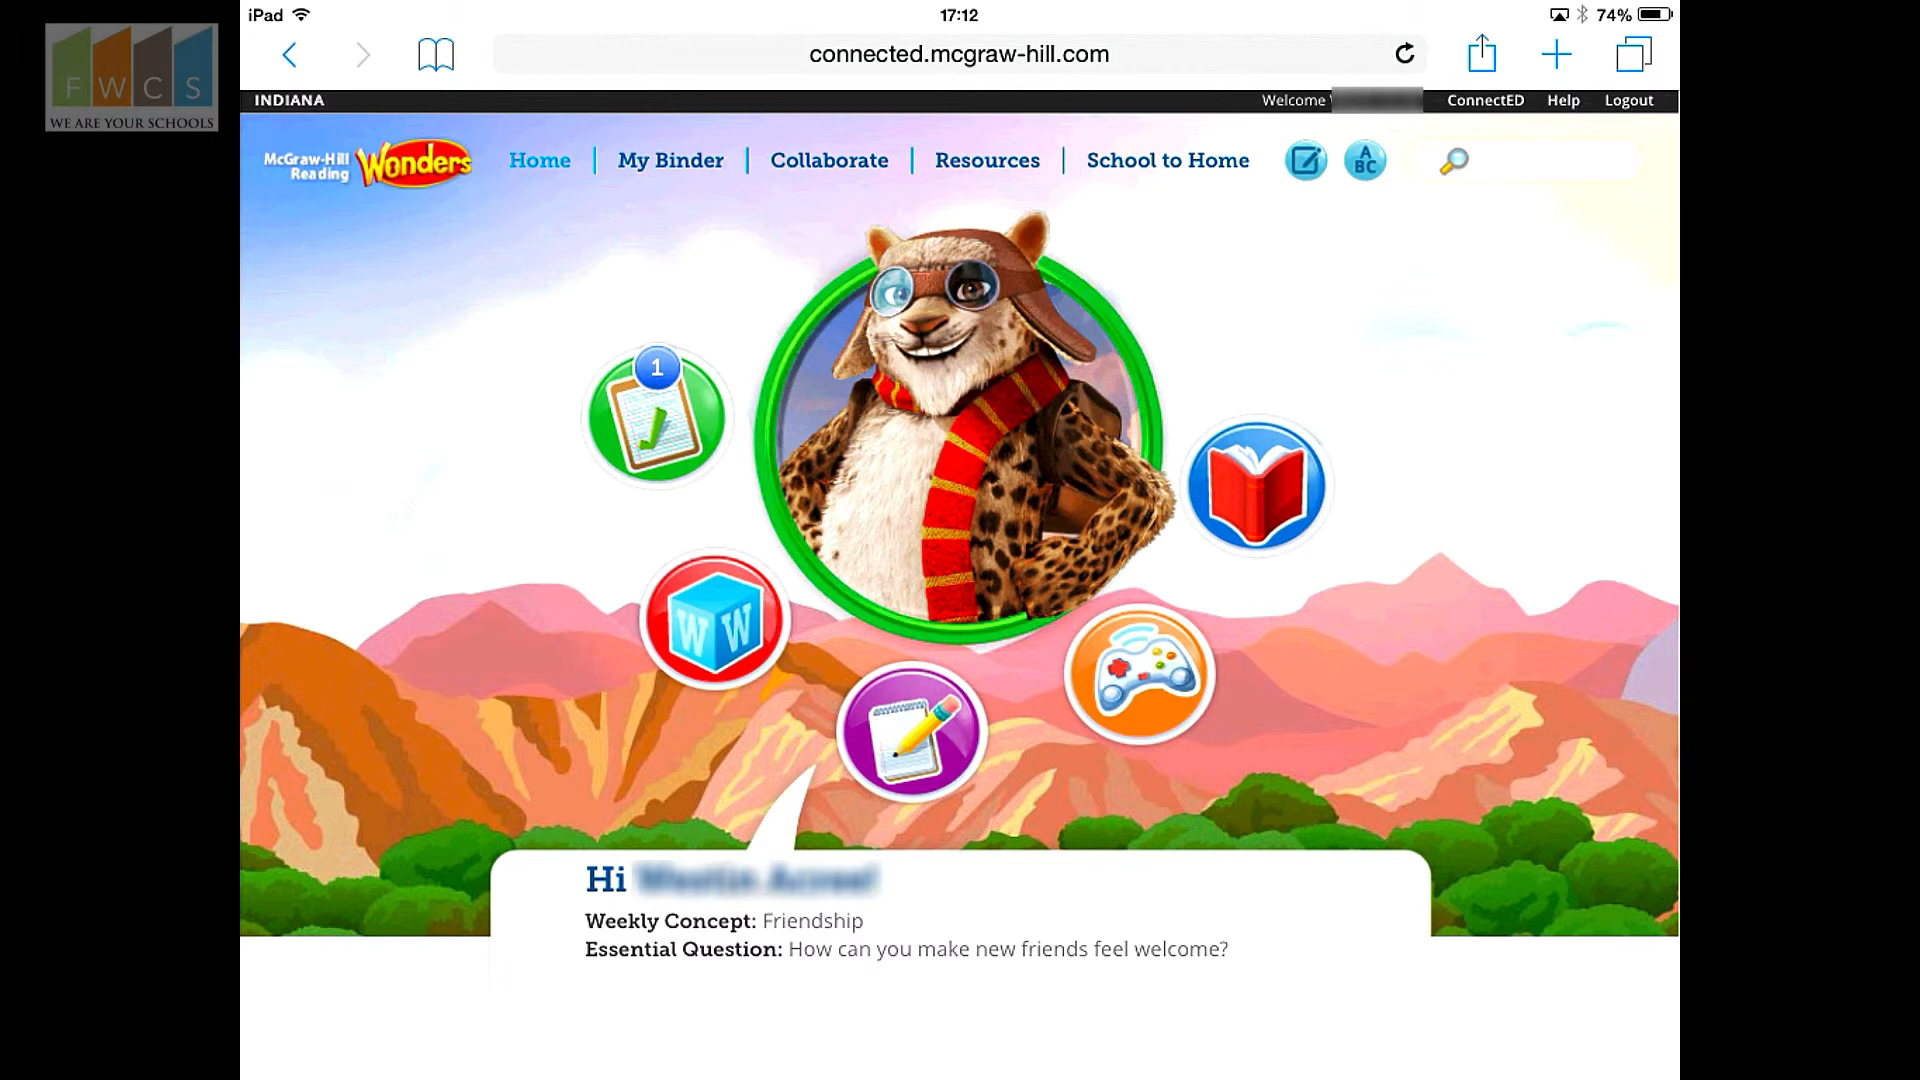 iPad 17:12 74%
FWCS
WE ARE YOUR SCHOOLS
connected.mcgraw-hill.com
INDIANA Welcome ConnectED Help Logout
McGraw-Hill
Reading Wonders
Home My Binder Collaborate Resources School to Home A
BC
1
W W
Hi
Weekly Concept: Friendship
Essential Question: How can you make new friends feel welcome?